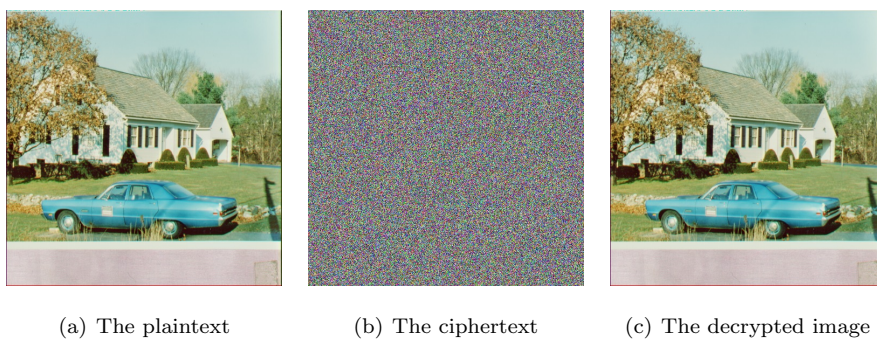 (a) The plaintext
(b) The ciphertext
(c) The decrypted image